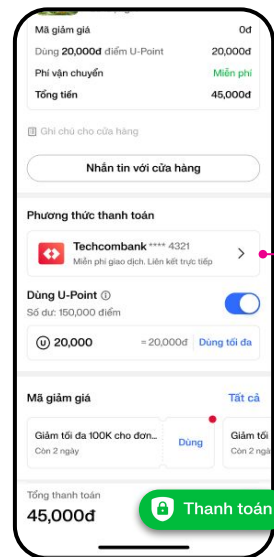 Mã giảm giá 0đ
Dùng 20,000đ điểm U-Point 20,000đ
Phí vận chuyển Miễn phí
Tổng tiền 45,000đ
Ghi chú cho cửa hàng
Nhắn tin với cửa hàng
Phương thức thanh toán
Techcombank **** 4321
Miễn phí giao dịch. Liên kết trực tiếp
Dùng U-Point
Số dư: 150,000 điểm
U 20,000 =20,000đ Dùng tối đa
Mã giảm giá Tất cả
Giảm tối đa 100K cho đơn... Dùng Giảm tối
Còn 2 ngày Còn 2 ngà
Tổng thanh toán
45,000đ
Thanh toán